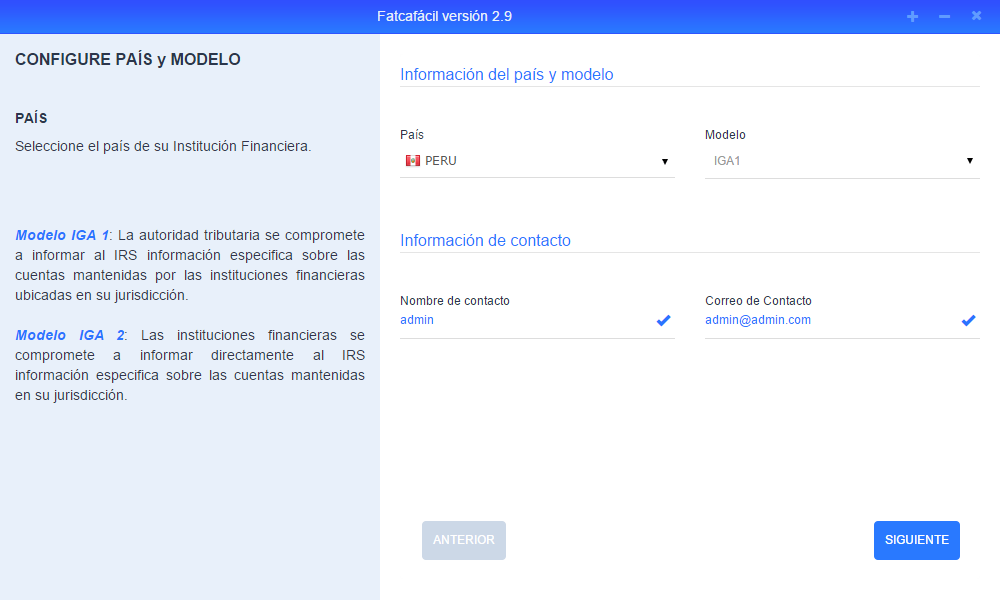 Fatcafácil versión 2.9
CONFIGURE PAÍS y MODELO
PAÍS
Seleccione el país de su Institución Financiera.
Modelo IGA 1: La autoridad tributaria se compromete
a informar al IRS información especifica sobre las
cuentas mantenidas por las instituciones financieras
ubicadas en su jurisdicción.
Modelo IGA 2: Las instituciones financieras se
compromete a informar directamente al IRS
información especifica sobre las cuentas mantenidas
en su jurisdicción.
Información del país y modelo
País
PERU
Modelo
IGA1
Información de contacto
Nombre de contacto
admin
Correo de Contacto
admin@admin.com
ANTERIOR
SIGUIENTE